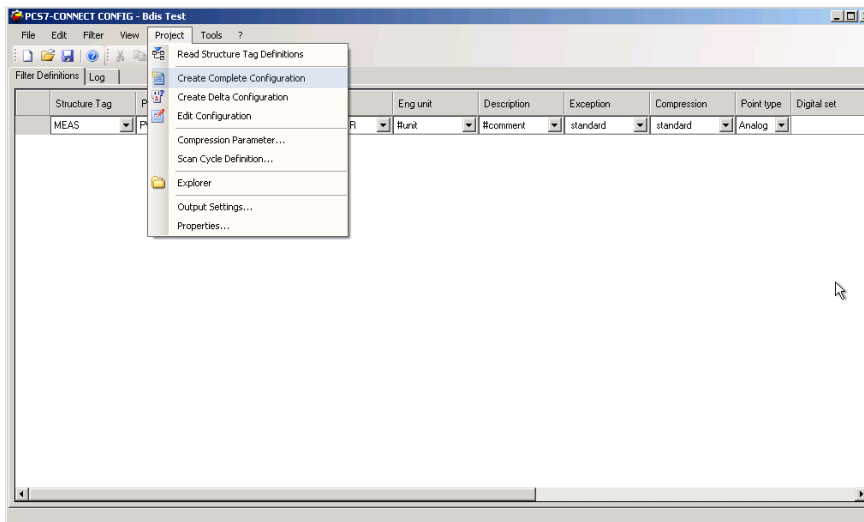 PCS7-CONNECT CONFIG - Bdis Test
File Edit Filter View Project Tools ?
Read Structure Tag Definitions
Create Complete Configuration
Create Delta Configuration
Edit Configuration
Compression Parameter...
Scan Cycle Definition...
Explorer
Output Settings...
Properties...
Filter Definitions Log
Structure Tag P Eng unit Description Exception Compression Point type Digital set
MEAS R #unit #comment standard standard Analog